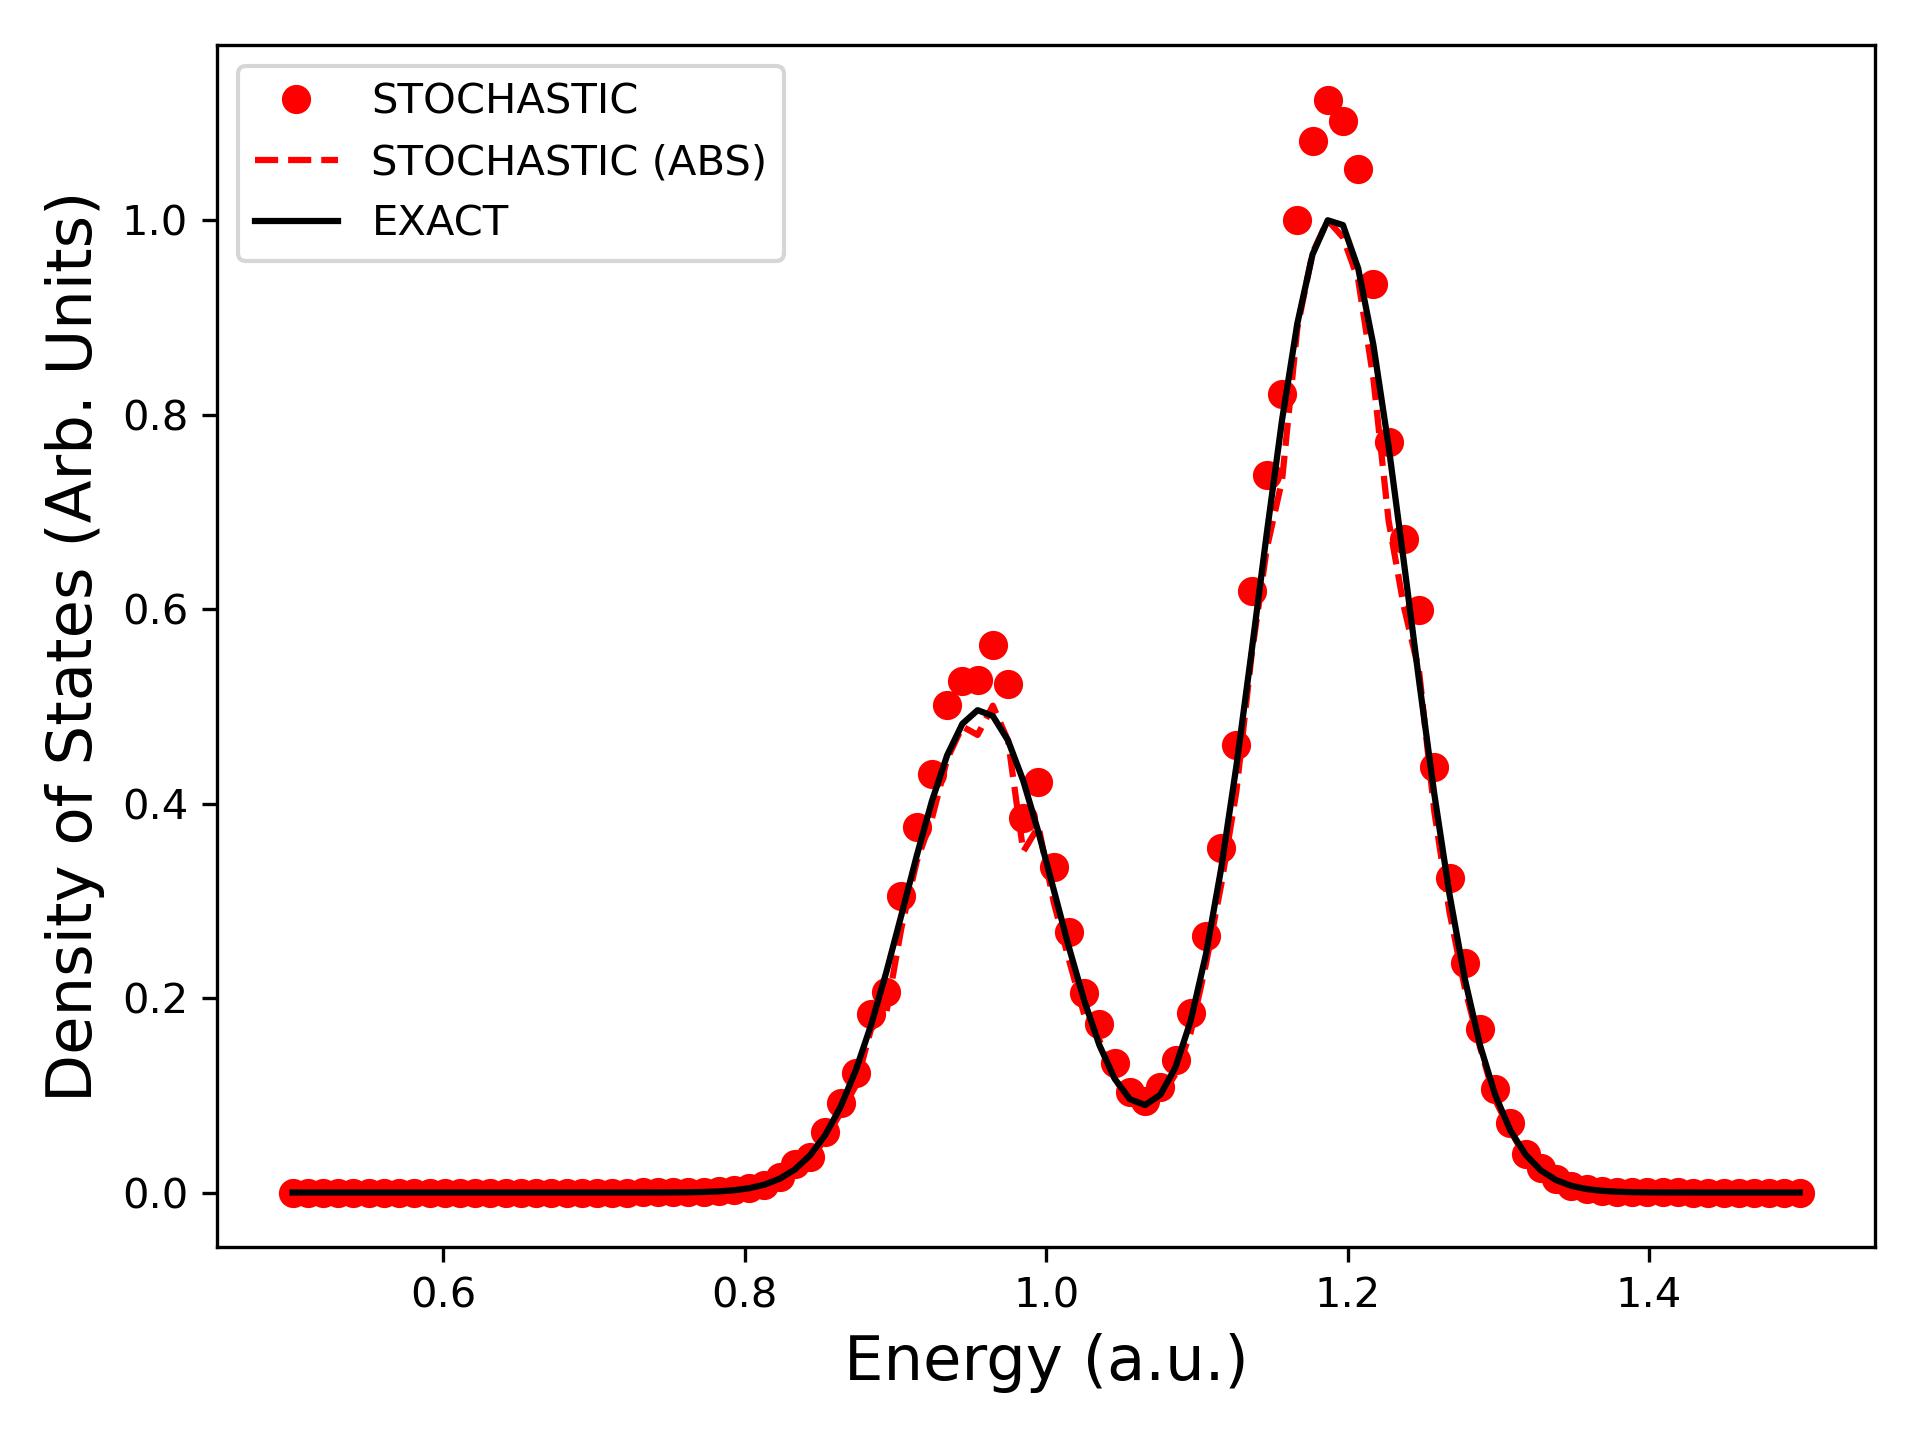 STOCHASTIC
STOCHASTIC (ABS)
EXACT
Density of States (Arb. Units)
1.0
0.8
0.6
0.4
0.2
0.0
0.6 0.8 1.0 1.2 1.4
Energy (a.u.)